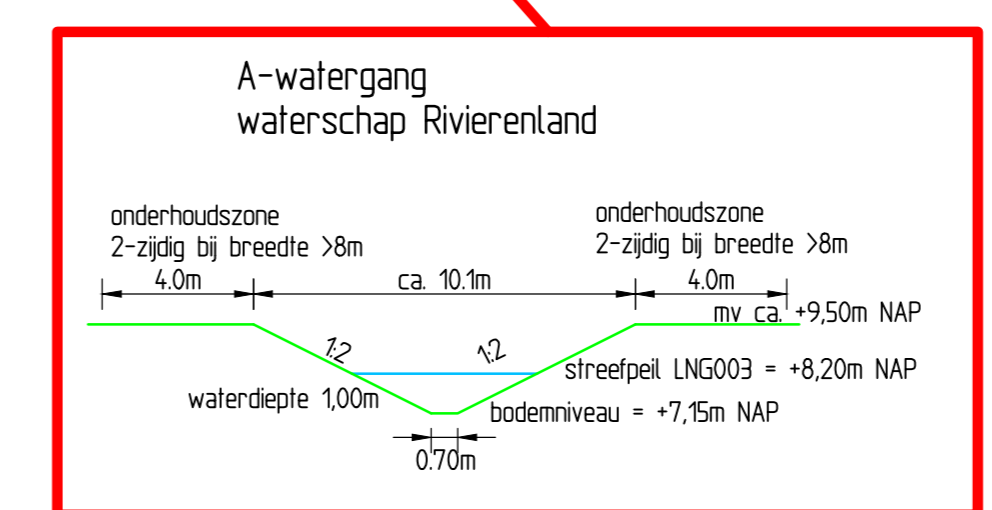 A-watergang
waterschap Rivierenland
onderhoudszone
2-zijdig bij breedte >8m
onderhoudszone
2-zijdig bij breedte >8m
4.0m
ca. 10.1m
4.0m
mv ca. +9,50m NAP
1:2
1:2
streefpeil LNG003 = +8,20m NAP
waterdiepte 1,00m
bodemniveau = +7,15m NAP
0.70m